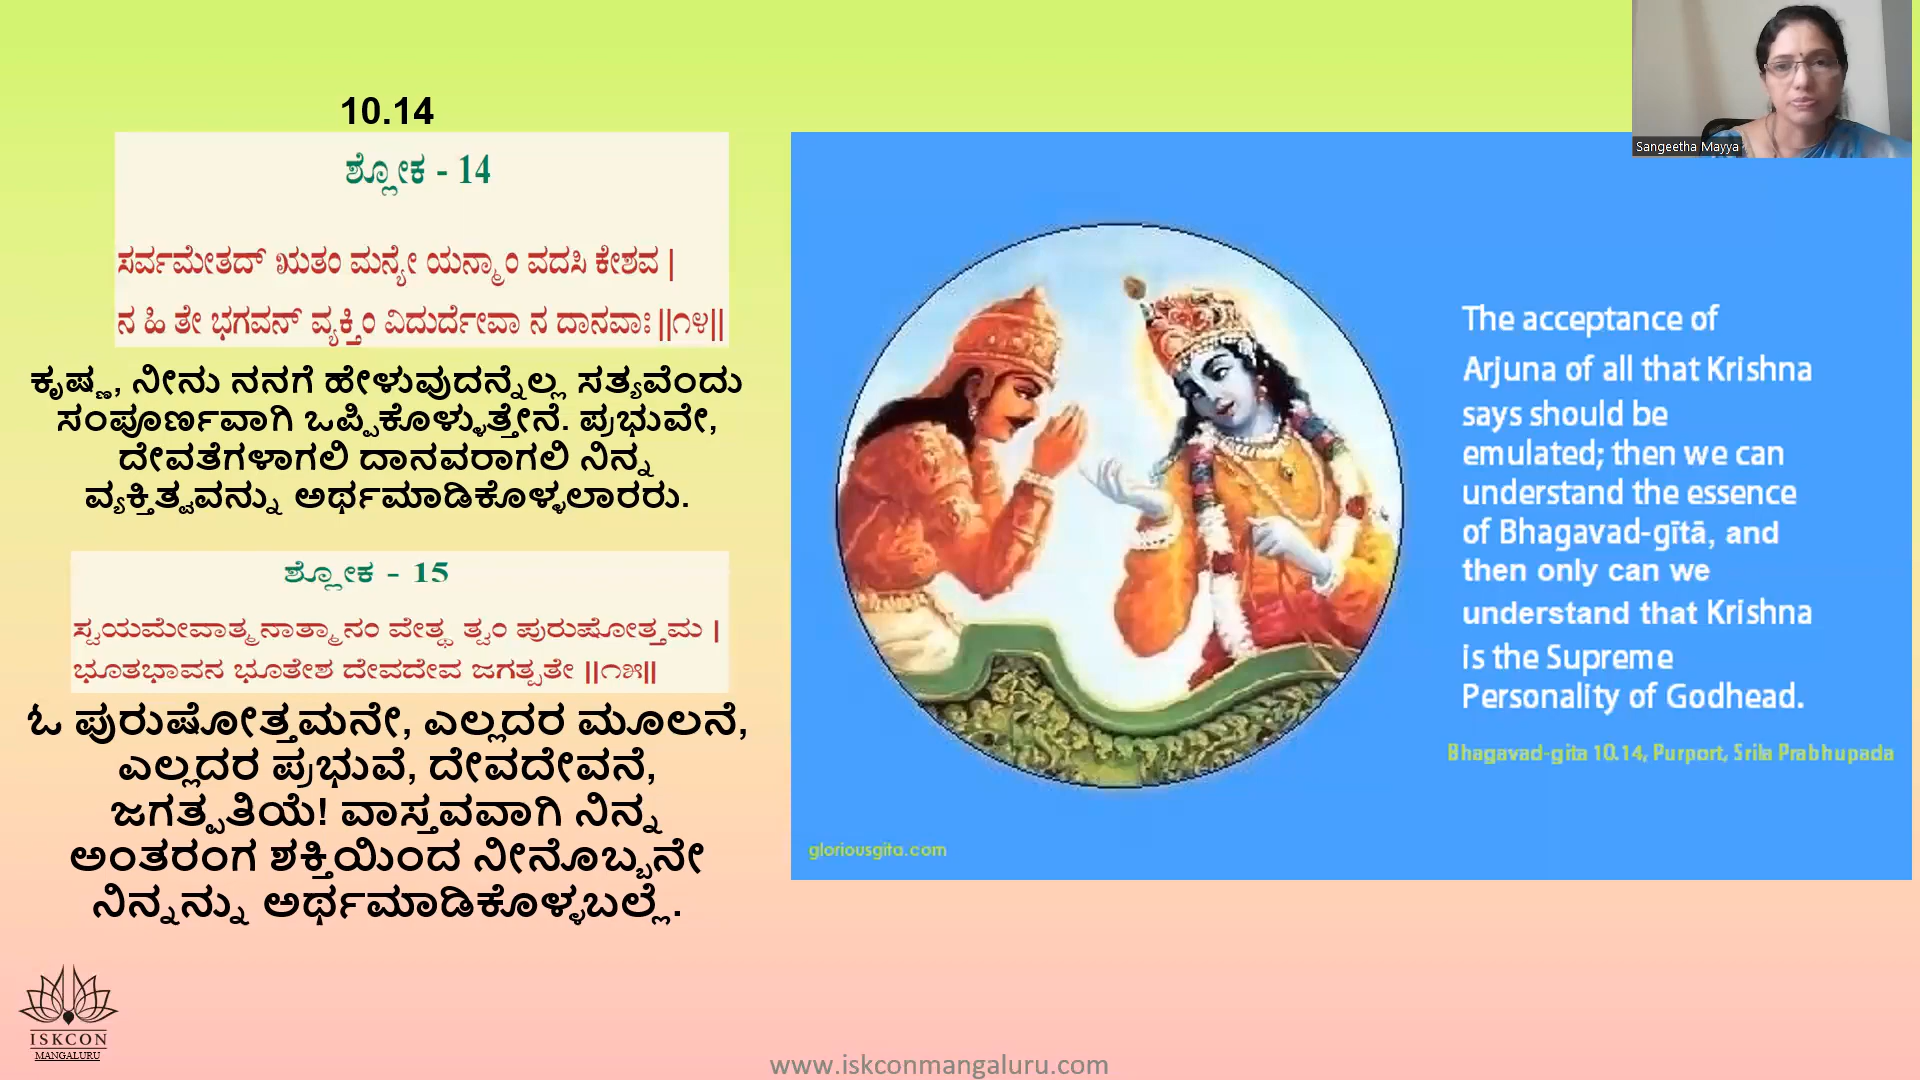 10.14
ಶ್ಲೋಕ - 14
ಸರ್ವಮೇತದ್ ಋತಂ ಮನ್ಯೇ ಯನ್ಮಾಂ ವದಸಿ ಕೇಶವ |
ನ ಹಿ ತೇ ಭಗವನ್ ವ್ಯಕ್ತಿಂ ವಿದುರ್ದೇವಾ ನ ದಾನವಾಃ ||೧೪||
ಕೃಷ್ಣ, ನೀನು ನನಗೆ ಹೇಳುವುದನ್ನೆಲ್ಲ ಸತ್ಯವೆಂದು
ಸಂಪೂರ್ಣವಾಗಿ ಒಪ್ಪಿಕೊಳ್ಳುತ್ತೇನೆ. ಪ್ರಭುವೇ,
ದೇವತೆಗಳಾಗಲಿ ದಾನವರಾಗಲಿ ನಿನ್ನ
ವ್ಯಕ್ತಿತ್ವವನ್ನು ಅರ್ಥಮಾಡಿಕೊಳ್ಳಲಾರರು.
ಶ್ಲೋಕ - 15
ಸ್ವಯಮೇವಾತ್ಮನಾತ್ಮಾನಂ ವೇತ್ಥ ತ್ವಂ ಪುರುಷೋತ್ತಮ |
ಭೂತಭಾವನ ಭೂತೇಶ ದೇವದೇವ ಜಗತ್ಪತೇ ||೧೫||
ಓ ಪುರುಷೋತ್ತಮನೇ, ಎಲ್ಲದರ ಮೂಲನೆ,
ಎಲ್ಲದರ ಪ್ರಭುವೆ, ದೇವದೇವನೆ,
ಜಗತ್ಪತಿಯೆ! ವಾಸ್ತವವಾಗಿ ನಿನ್ನ
ಅಂತರಂಗ ಶಕ್ತಿಯಿಂದ ನೀನೊಬ್ಬನೇ
ನಿನ್ನನ್ನು ಅರ್ಥಮಾಡಿಕೊಳ್ಳಬಲ್ಲೆ.
Sangeetha Mayya
The acceptance of
Arjuna of all that Krishna
says should be
emulated; then we can
understand the essence
of Bhagavad-gītā, and
then only can we
understand that Krishna
is the Supreme
Personality of Godhead.
Bhagavad-gita 10.14, Purport, Srila Prabhupada
gloriousgita.com
ISKCON
MANGALURU
www.iskconmangaluru.com